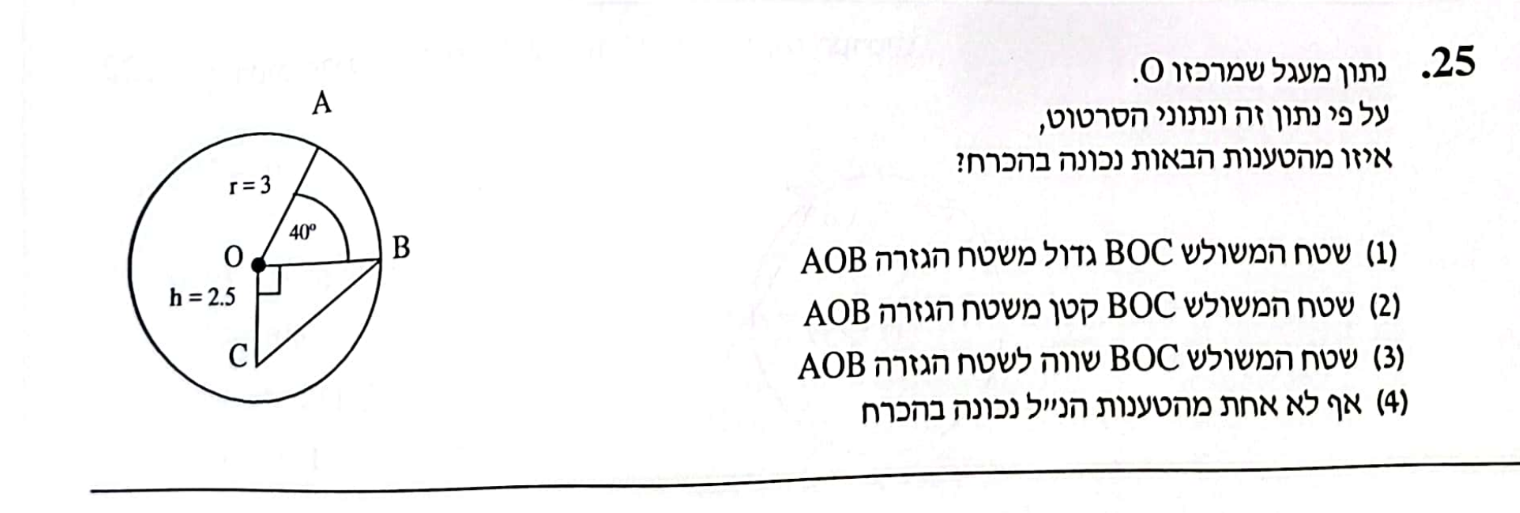 25.
נתון מעגל שמרכזו O.
על פי נתון זה ונתוני הסרטוט,
איזו מהטענות הבאות נכונה בהכרח?
(1) שטח המשולש BOC גדול משטח הגזרה AOB
(2) שטח המשולש BOC קטן משטח הגזרה AOB
(3) שטח המשולש BOC שווה לשטח הגזרה AOB
(4) אף לא אחת מהטענות הנ״ל נכונה בהכרח
A
r = 3
40º
O
B
h = 2.5
C